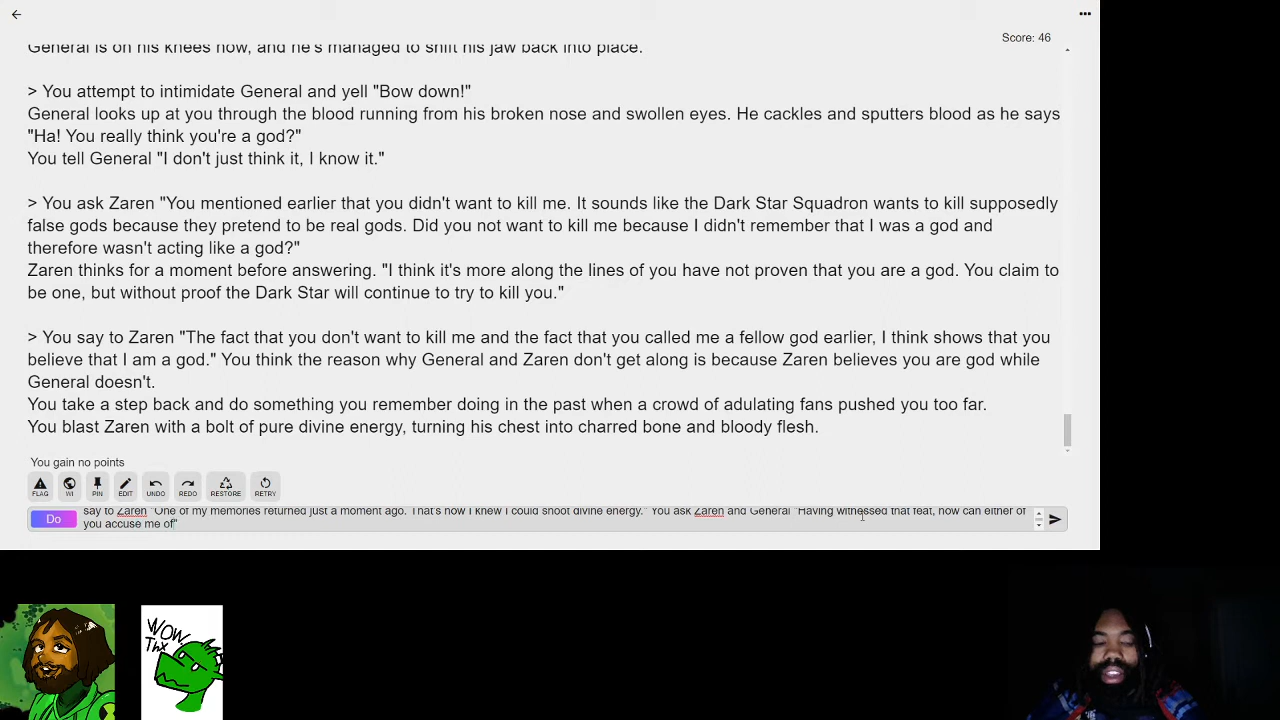 Score: 46
General is on his knees now, and he's managed to shift his jaw back into place.
> You attempt to intimidate General and yell "Bow down!"
General looks up at you through the blood running from his broken nose and swollen eyes. He cackles and sputters blood as he says
"Ha! You really think you're a god?"
You tell General "I don't just think it, I know it."
> You ask Zaren "You mentioned earlier that you didn't want to kill me. It sounds like the Dark Star Squadron wants to kill supposedly
false gods because they pretend to be real gods. Did you not want to kill me because I didn't remember that I was a god and
therefore wasn't acting like a god?"
Zaren thinks for a moment before answering. "I think it's more along the lines of you have not proven that you are a god. You claim to
be one, but without proof the Dark Star will continue to try to kill you."
> You say to Zaren "The fact that you don't want to kill me and the fact that you called me a fellow god earlier, I think shows that you
believe that I am a god." You think the reason why General and Zaren don't get along is because Zaren believes you are god while
General doesn't.
You take a step back and do something you remember doing in the past when a crowd of adulating fans pushed you too far.
You blast Zaren with a bolt of pure divine energy, turning his chest into charred bone and bloody flesh.
You gain no points
FLAG WI PIN EDIT UNDO REDO RESTORE RETRY
Do
say to Zaren "One of my memories returned just a moment ago. That's how I knew I could shoot divine energy." You ask Zaren and General "Having witnessed that feat, how can either of
you accuse me of"
WOW
Thx